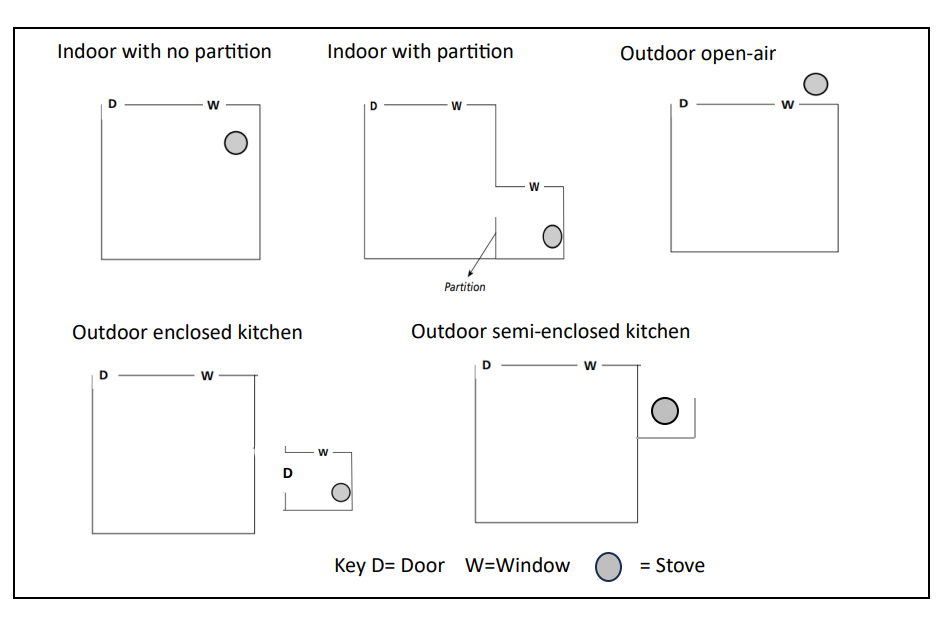 Indoor with no partition
Indoor with partition
Outdoor open-air
D W
D W
D W
W
Partition
Outdoor enclosed kitchen
Outdoor semi-enclosed kitchen
D W
D W
W
D
Key D= Door W=Window = Stove